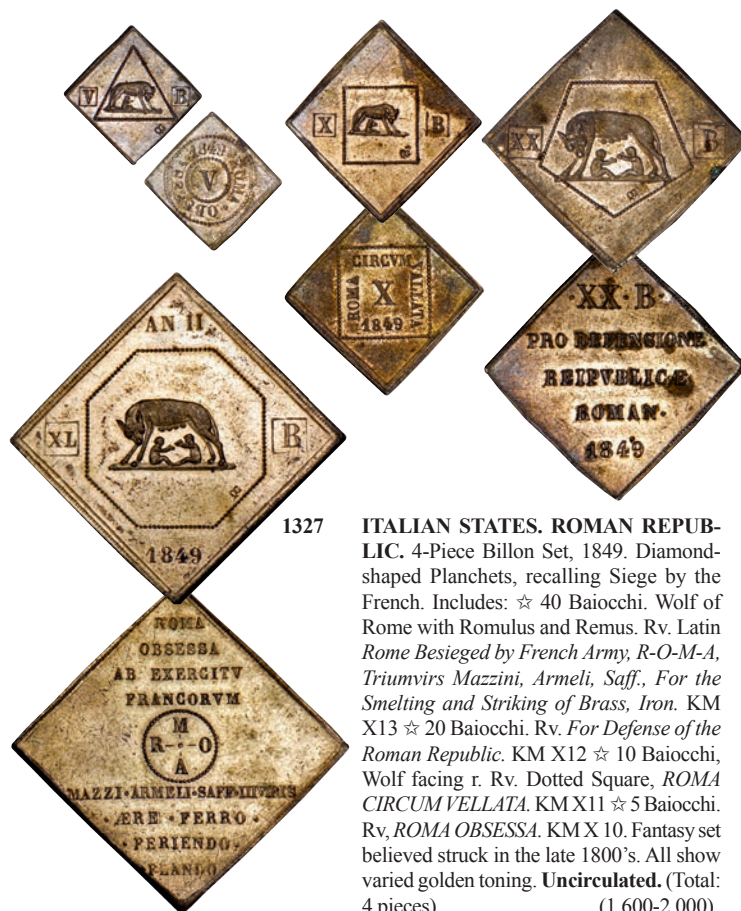 V B
1849 ROMA OBSESSA
V
X B
CIRCVM
ROMA X VALLATA
1849
XX B
·XX·B·
PRO DEFENSIONE
REIPVBLICÆ
ROMAN·
1849
AN II
XL B
1849
ROMA
OBSESSA
AB EXERCITV
FRANCORVM
M
R-·-O
A
MAZZI·ARMELI·SAFF·IIIVIRIS
·ÆRE·FERRO·
·FERIENDO·
·FLANDO·
1327 ITALIAN STATES. ROMAN REPUB-
LIC. 4-Piece Billon Set, 1849. Diamond-
shaped Planchets, recalling Siege by the
French. Includes: ☆ 40 Baiocchi. Wolf of
Rome with Romulus and Remus. Rv. Latin
Rome Besieged by French Army, R-O-M-A,
Triumvirs Mazzini, Armeli, Saff., For the
Smelting and Striking of Brass, Iron. KM
X13 ☆ 20 Baiocchi. Rv. For Defense of the
Roman Republic. KM X12 ☆ 10 Baiocchi,
Wolf facing r. Rv. Dotted Square, ROMA
CIRCUM VELLATA. KM X11 ☆ 5 Baiocchi.
Rv, ROMA OBSESSA. KM X 10. Fantasy set
believed struck in the late 1800's. All show
varied golden toning. Uncirculated. (Total:
4 pieces) (1,600-2,000)